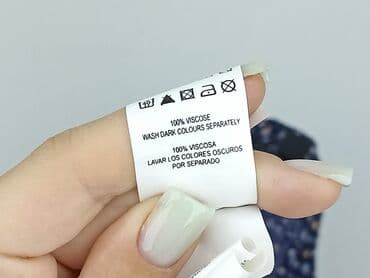 100% VISCOSE
WASH DARK COLOURS SEPARATELY
100% VISCOSA
LAVAR LOS COLORES OSCUROS
POR SEPARADO